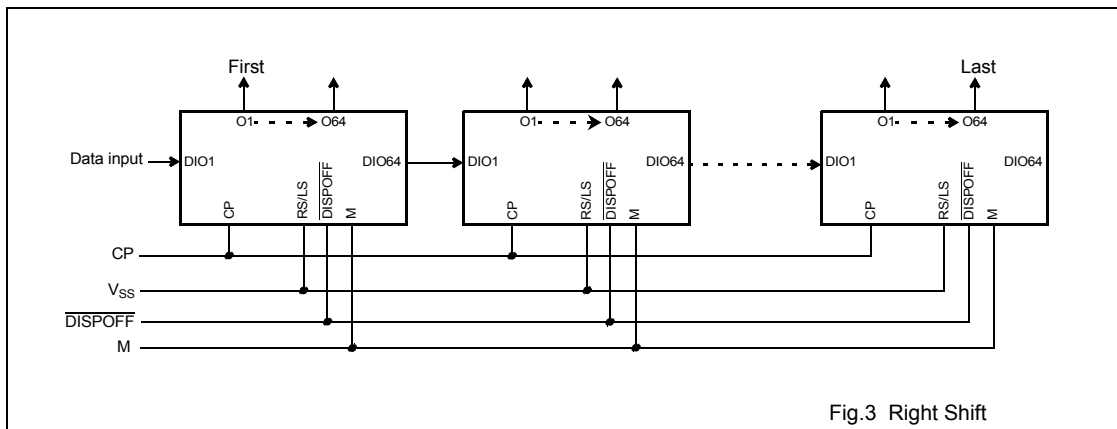 First Last
O1 O64 O1 O64 O1 O64
Data input DIO1 DIO64 DIO1 DIO64 DIO1 DIO64
CP RS/LS DISPOFF M CP RS/LS DISPOFF M CP RS/LS DISPOFF M
CP
VSS
DISPOFF
M
Fig.3 Right Shift